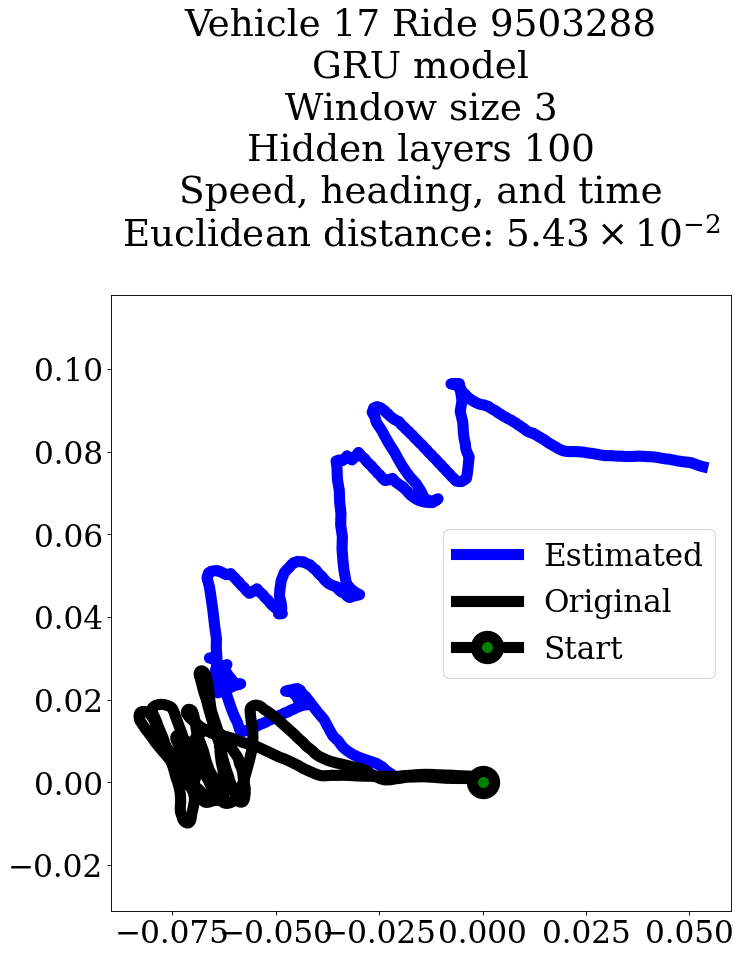 Vehicle 17 Ride 9503288
GRU model
Window size 3
Hidden layers 100
Speed, heading, and time
Euclidean distance: 5.43 × 10⁻²
0.10
0.08
0.06
0.04
0.02
0.00
−0.02
Estimated
Original
Start
−0.075 −0.050 −0.025 0.000 0.025 0.050